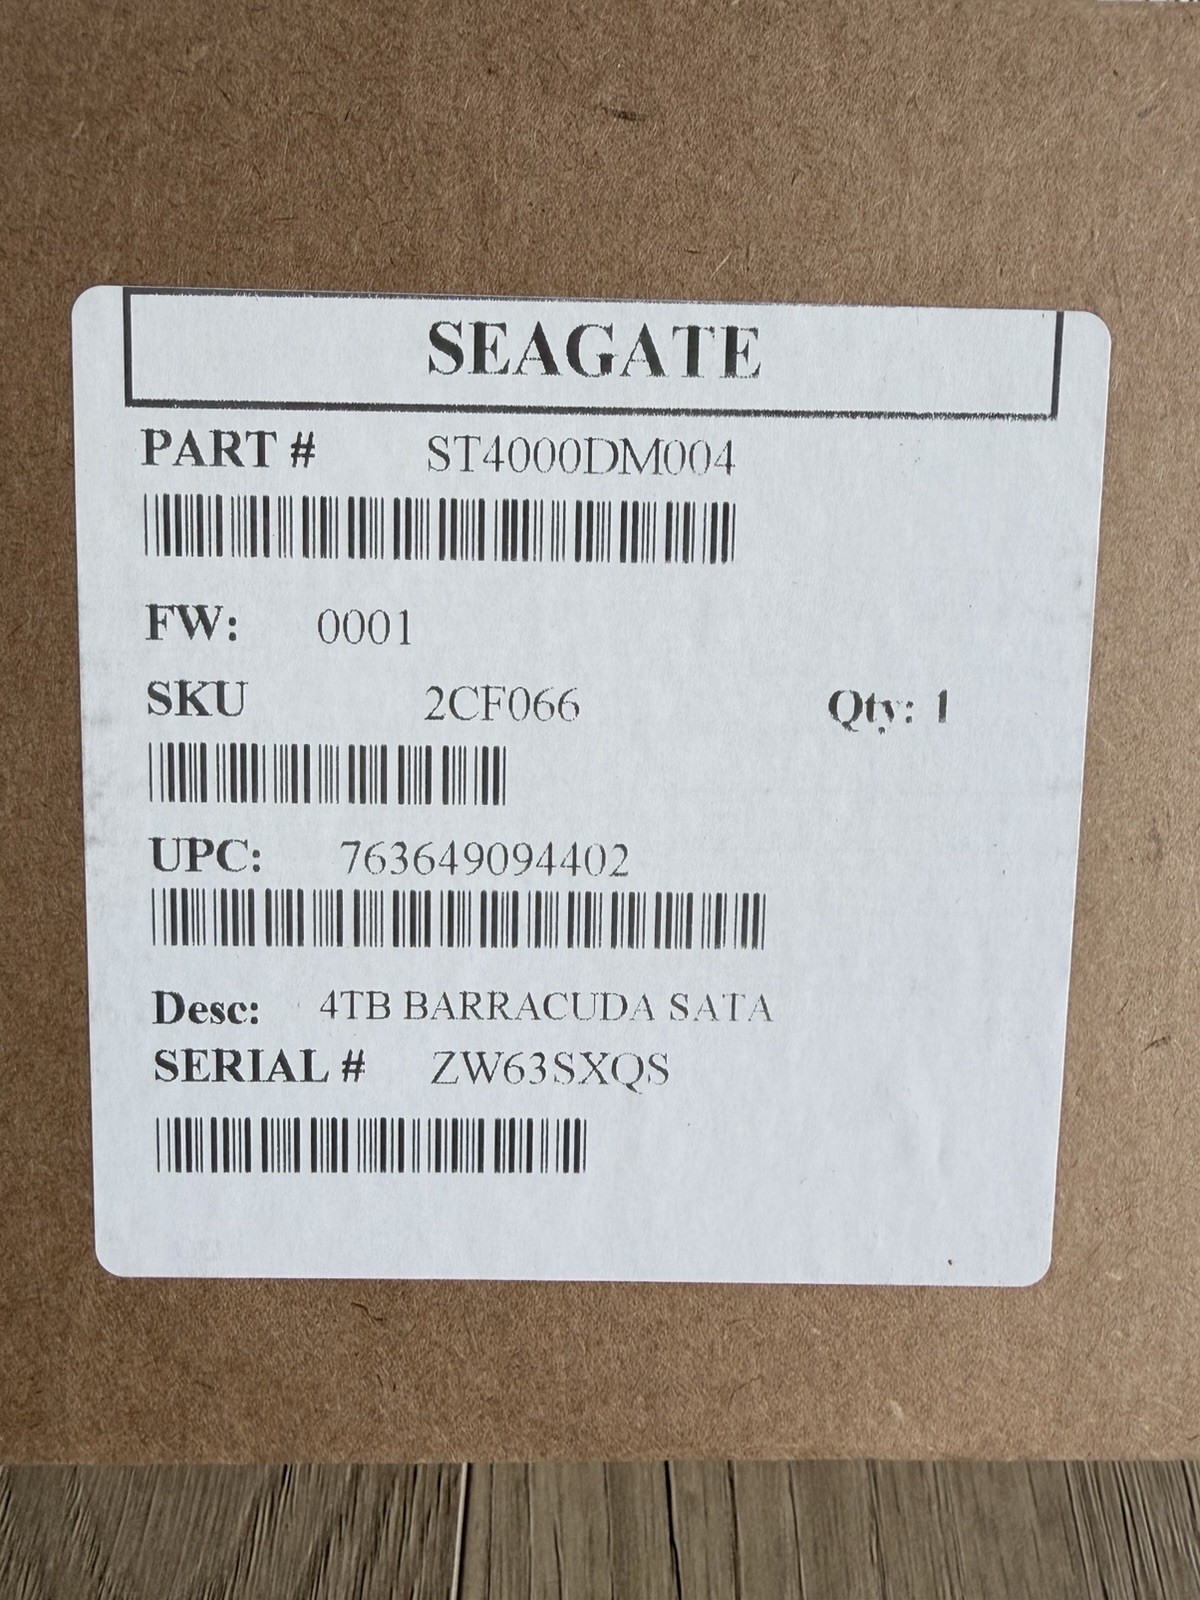 SEAGATE
PART # ST4000DM004
FW: 0001
SKU 2CF066 Qty: 1
UPC: 763649094402
Desc: 4TB BARRACUDA SATA
SERIAL # ZW63SXQS